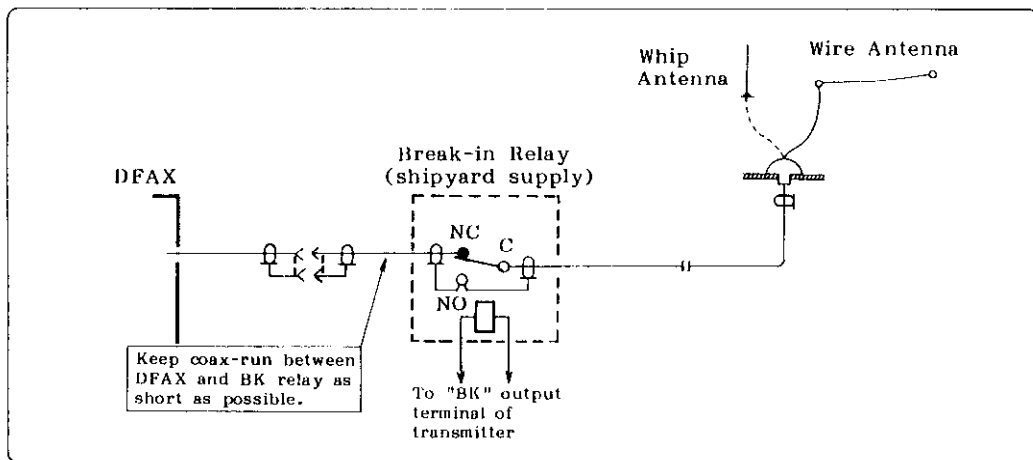 Whip
Antenna
Wire Antenna
Break-in Relay
(shipyard supply)
DFAX
NC
C
NO
Keep coax-run between
DFAX and BK relay as
short as possible.
To "BK" output
terminal of
transmitter